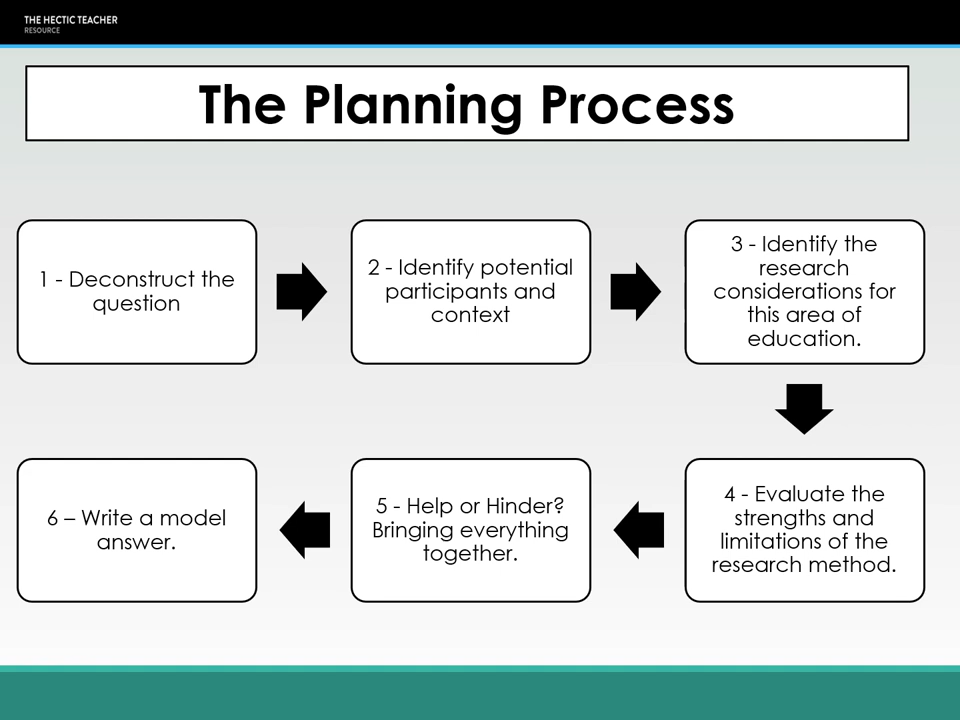 THE HECTIC TEACHER
RESOURCE
The Planning Process
1 - Deconstruct the
question
2 - Identify potential
participants and
context
3 - Identify the
research
considerations for
this area of
education.
4 - Evaluate the
strengths and
limitations of the
research method.
5 - Help or Hinder?
Bringing everything
together.
6 – Write a model
answer.